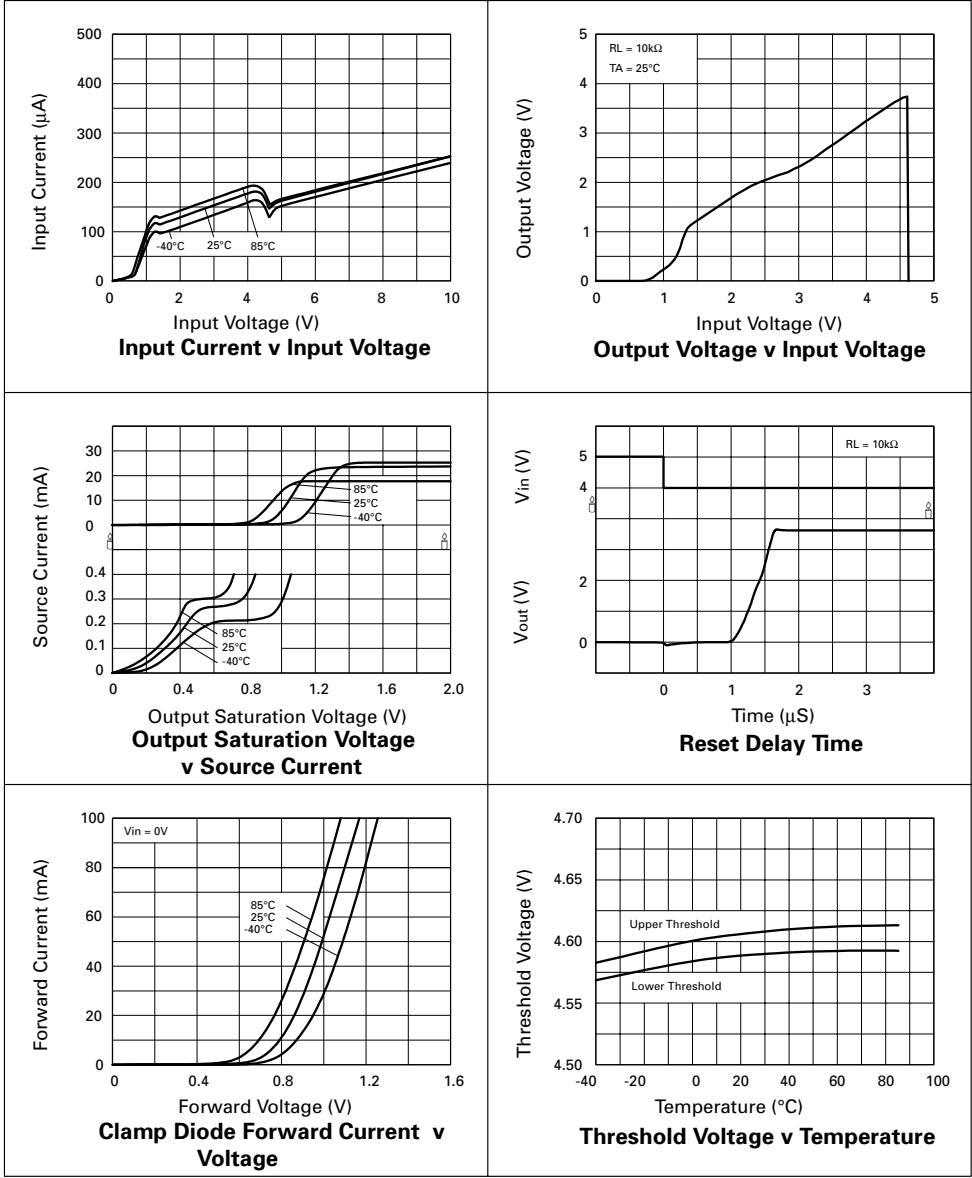 500
400
300
200
100
0
Input Current (µA)
-40°C 25°C 85°C
0 2 4 6 8 10
Input Voltage (V)
Input Current v Input Voltage
5
4
3
2
1
0
Output Voltage (V)
RL = 10kΩ
TA = 25°C
0 1 2 3 4 5
Input Voltage (V)
Output Voltage v Input Voltage
30
20
10
0
0.4
0.3
0.2
0.1
0
Source Current (mA)
85°C
25°C
-40°C
85°C
25°C
-40°C
0 0.4 0.8 1.2 1.6 2.0
Output Saturation Voltage (V)
Output Saturation Voltage
v Source Current
5
4
2
0
Vin (V)
Vout (V)
RL = 10kΩ
0 1 2 3
Time (µS)
Reset Delay Time
100
80
60
40
20
0
Forward Current (mA)
Vin = 0V
85°C
25°C
-40°C
0 0.4 0.8 1.2 1.6
Forward Voltage (V)
Clamp Diode Forward Current v
Voltage
4.70
4.65
4.60
4.55
4.50
Threshold Voltage (V)
Upper Threshold
Lower Threshold
-40 -20 0 20 40 60 80 100
Temperature (°C)
Threshold Voltage v Temperature